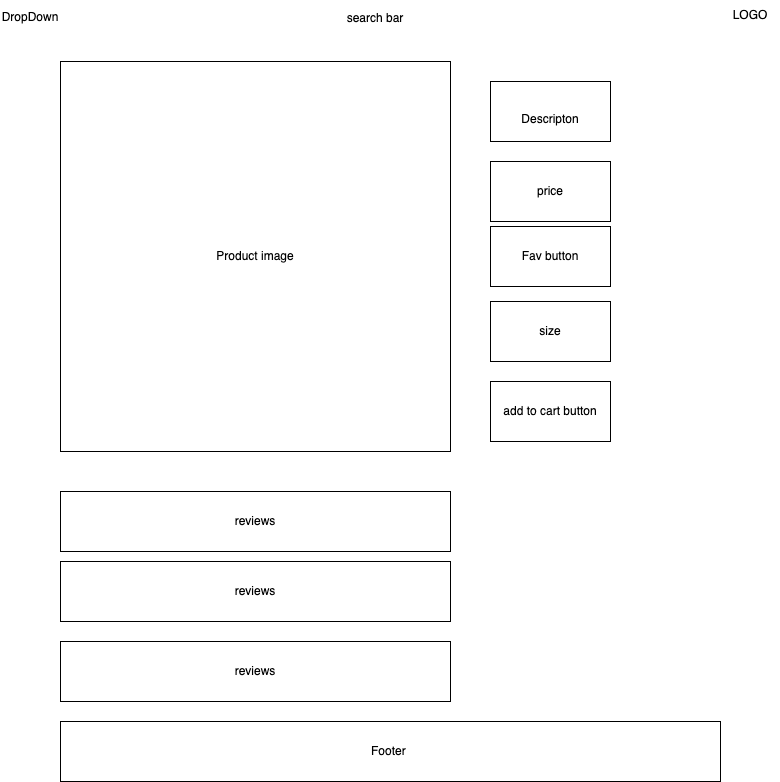 DropDown
search bar
LOGO
Product image
Descripton
price
Fav button
size
add to cart button
reviews
reviews
reviews
Footer